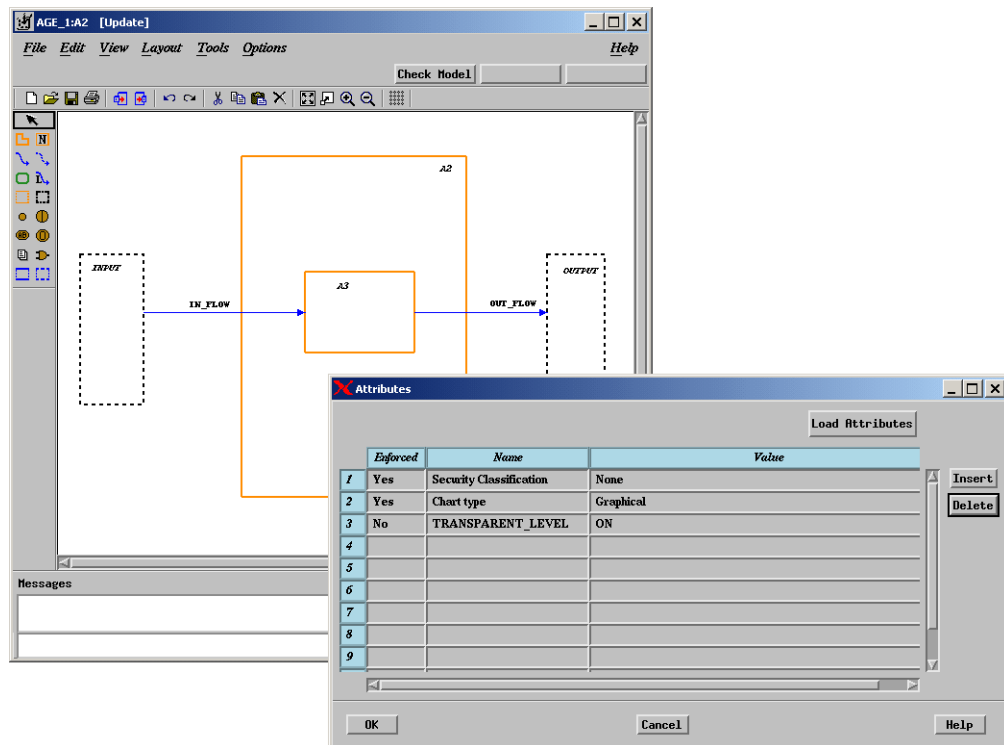 AGE_1:A2 [Update]
File Edit View Layout Tools Options Help
Check Model
N
A2
INPUT
OUTPUT
A3
IN_FLOW
OUT_FLOW
Messages
Attributes
Load Attributes
Enforced Name Value
1 Yes Security Classification None
2 Yes Chart type Graphical
3 No TRANSPARENT_LEVEL ON
4
5
6
7
8
9
Insert
Delete
OK Cancel Help